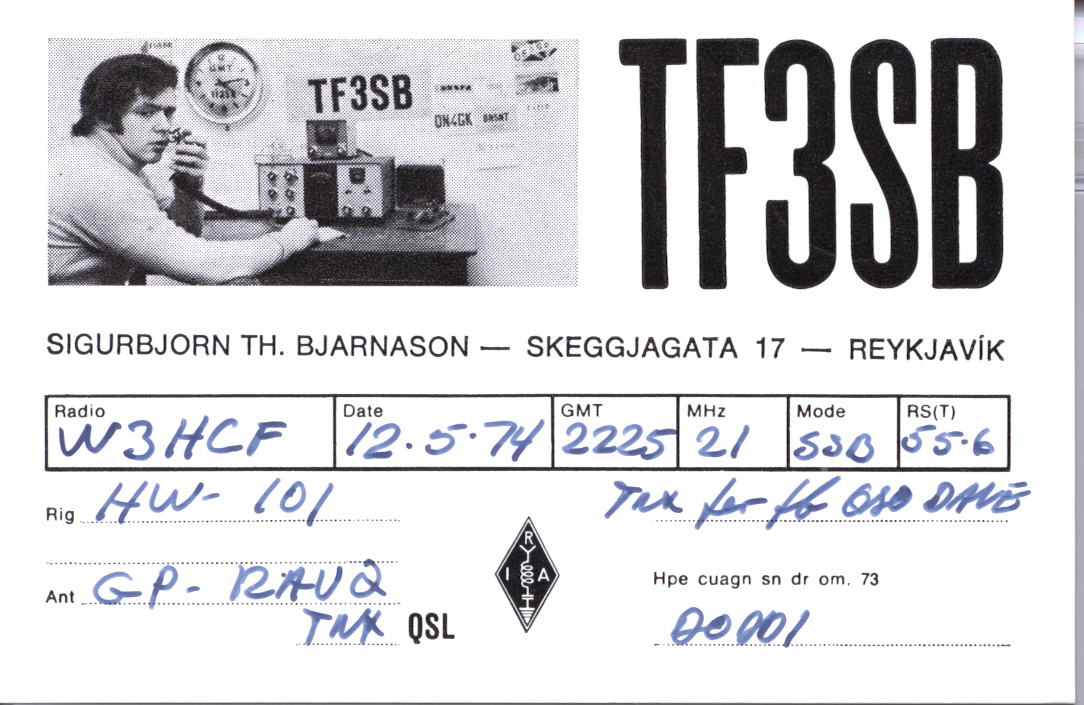 GMT
TF3SB
ON4GK
TF3SB
SIGURBJORN TH. BJARNASON — SKEGGJAGATA 17 — REYKJAVÍK
Radio Date GMT MHz Mode RS(T)
W3HCF 12.5.74 2225 21 SSB 55-6
Rig HW-101 TNX for fb QSO DAVE
R
I A
Ant GP- Hpe cuagn sn dr om. 73
TNX QSL